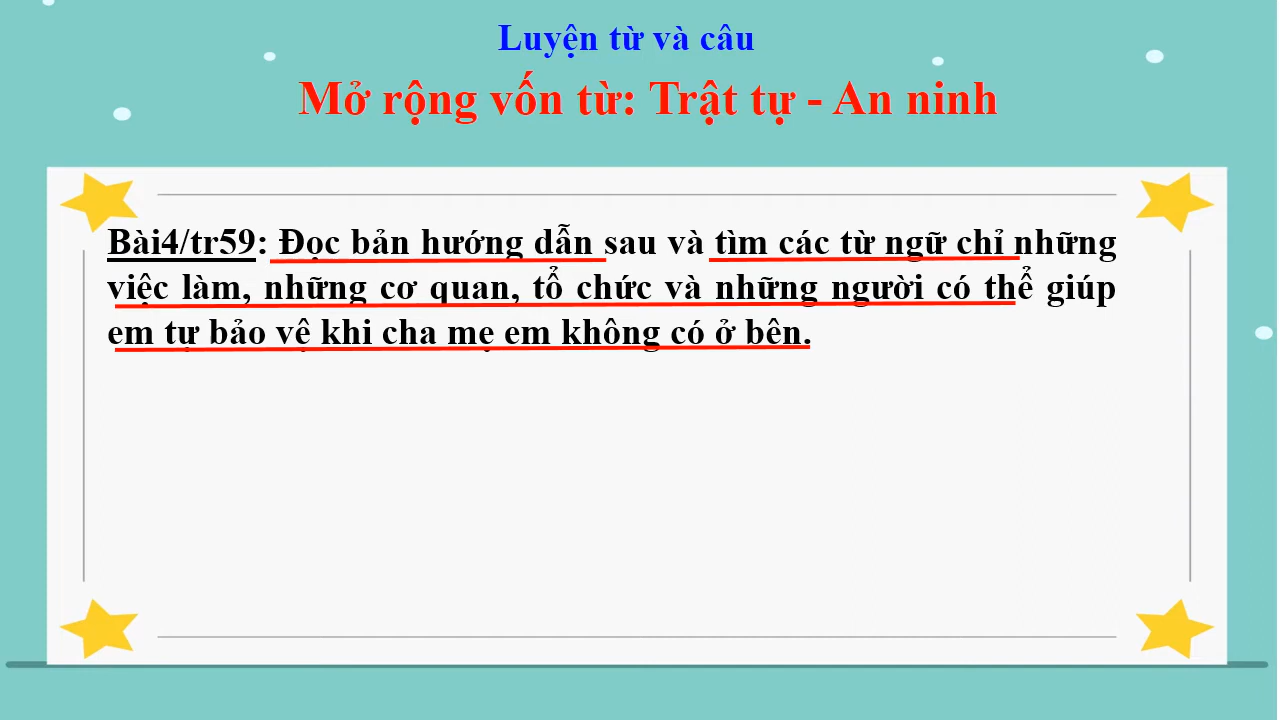 Luyện từ và câu
Mở rộng vốn từ: Trật tự - An ninh
Bài4/tr59: Đọc bản hướng dẫn sau và tìm các từ ngữ chỉ những
việc làm, những cơ quan, tổ chức và những người có thể giúp
em tự bảo vệ khi cha mẹ em không có ở bên.